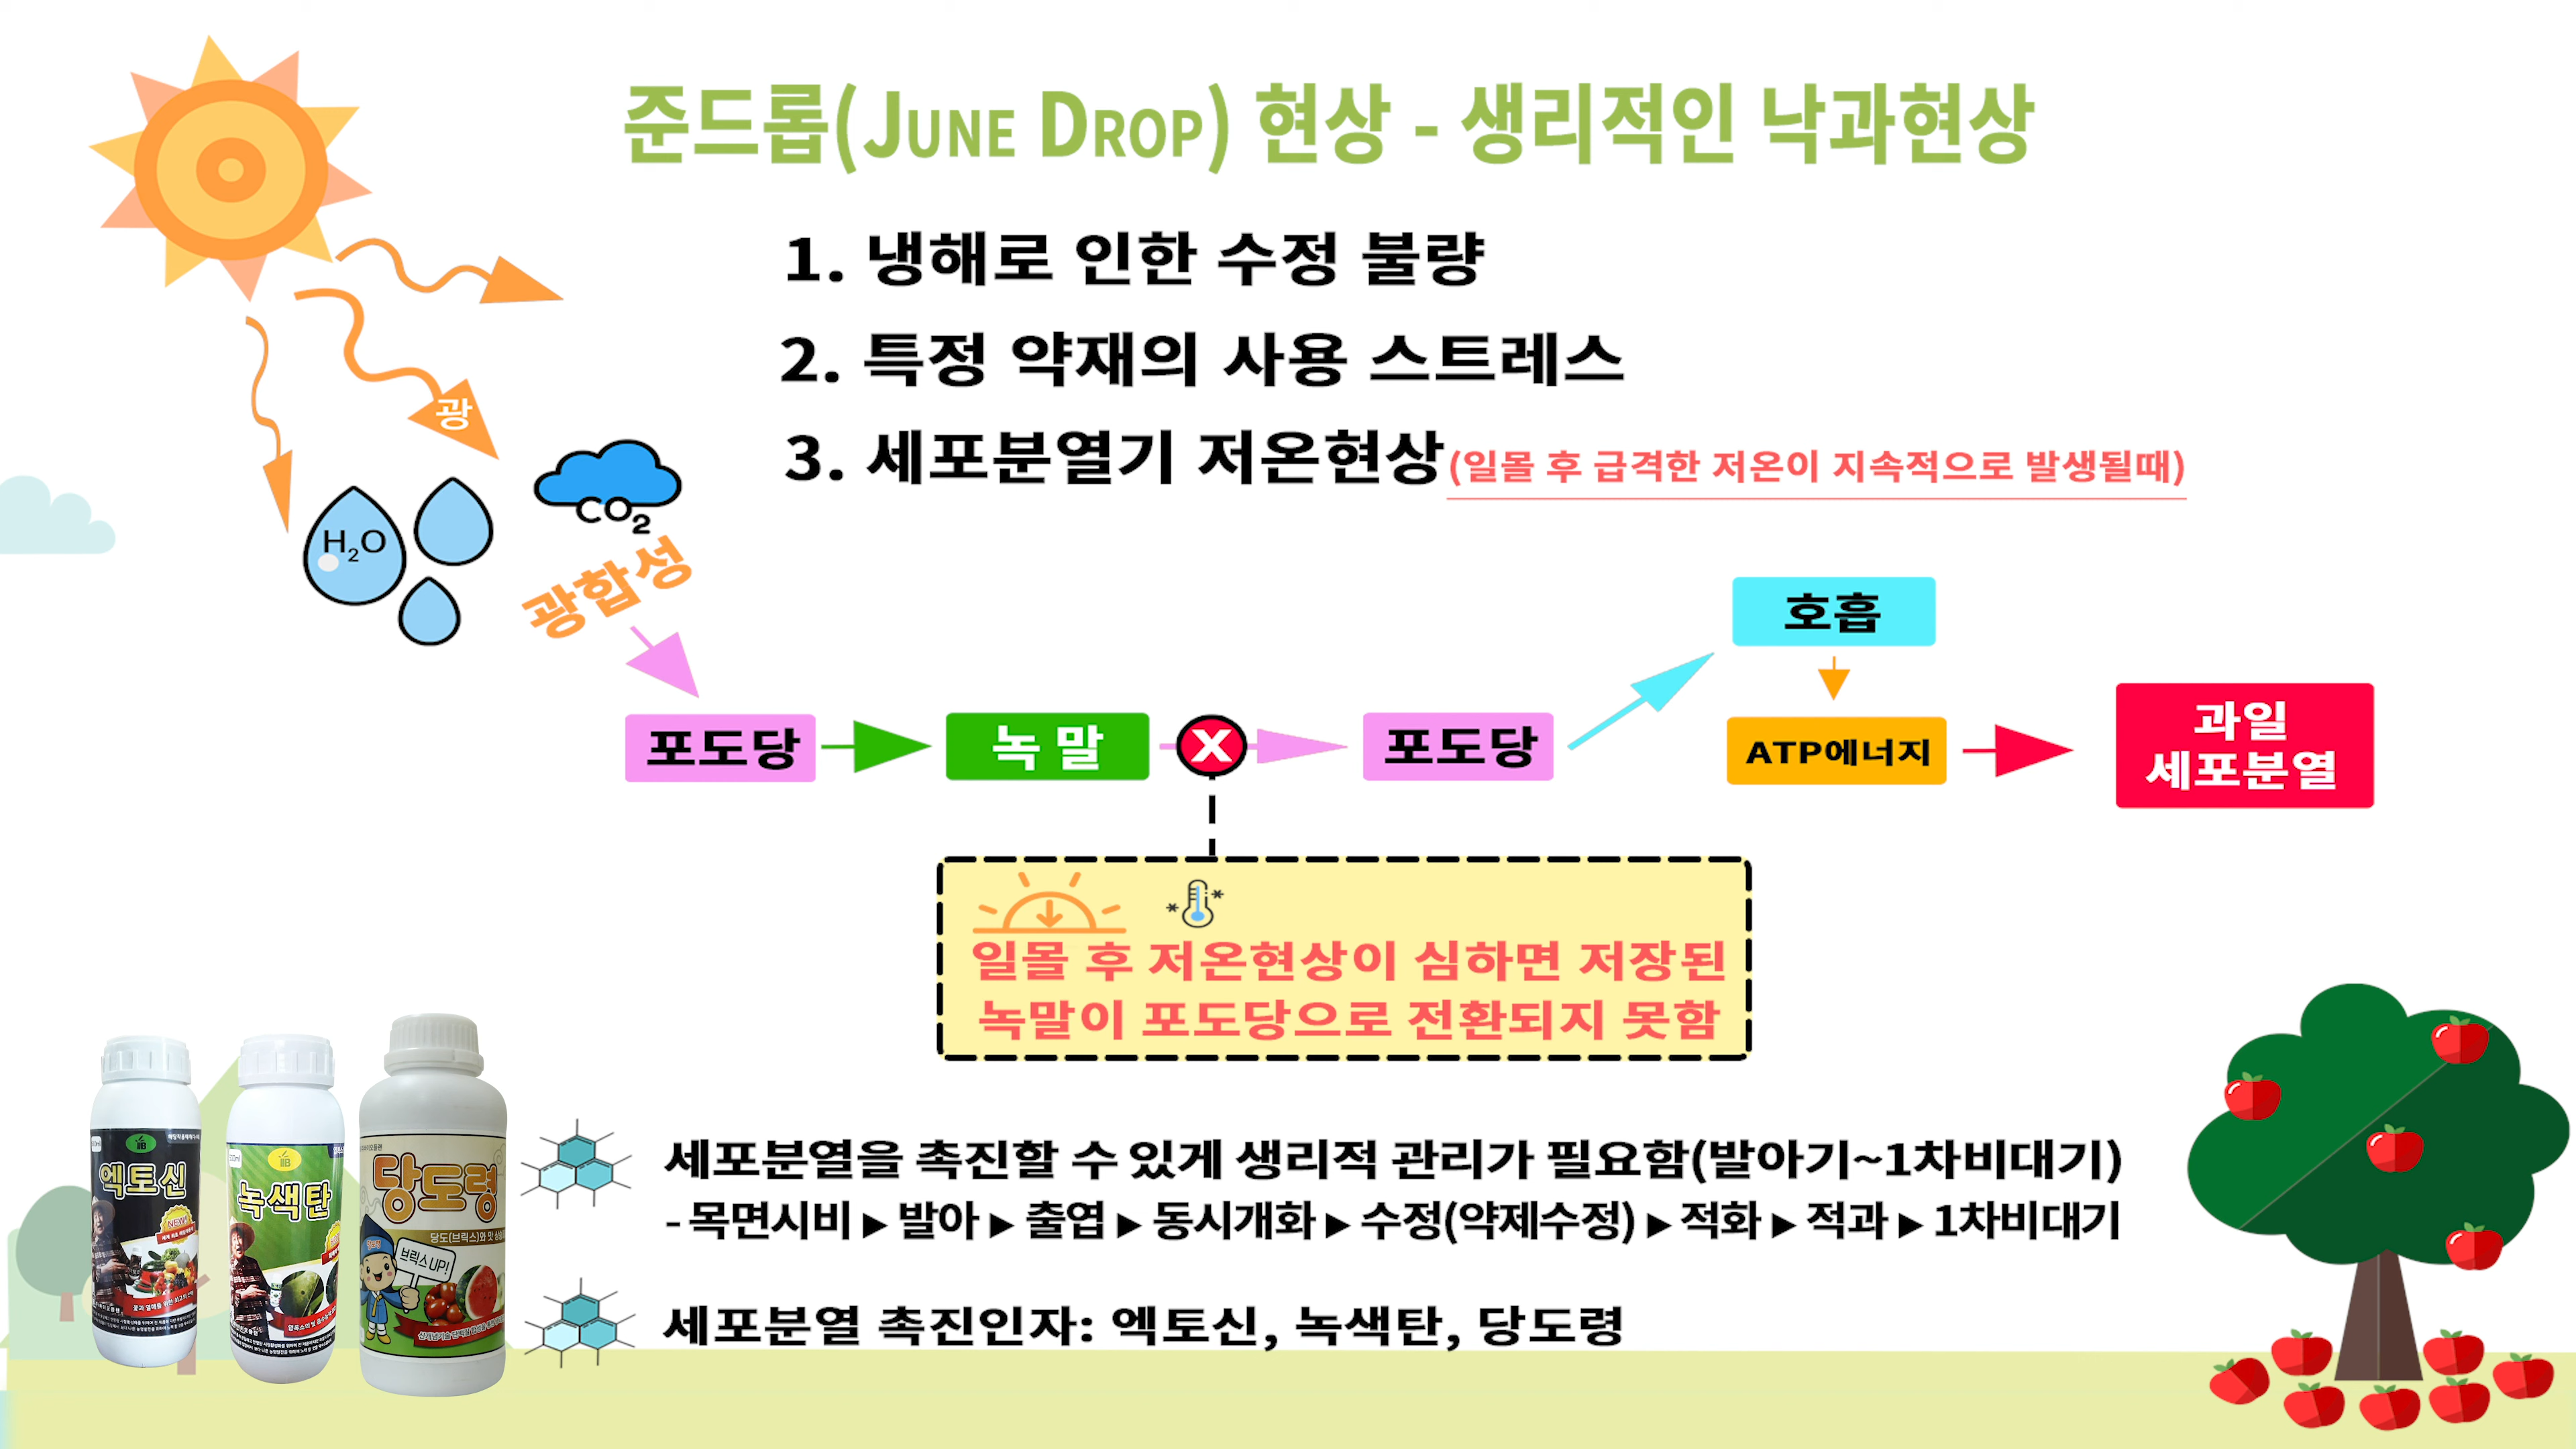 준드롭(JUNE DROP) 현상 - 생리적인 낙과현상
1. 냉해로 인한 수정 불량
2. 특정 약재의 사용 스트레스
3. 세포분열기 저온현상(일몰 후 급격한 저온이 지속적으로 발생될때)
광
CO2
H2O
광합성
호흡
포도당
녹말
X
포도당
ATP에너지
과일
세포분열
일몰 후 저온현상이 심하면 저장된
녹말이 포도당으로 전환되지 못함
세포분열을 촉진할 수 있게 생리적 관리가 필요함(발아기~1차비대기)
- 목면시비 ▶ 발아 ▶ 출엽 ▶ 동시개화 ▶ 수정(약제수정) ▶ 적화 ▶ 적과 ▶ 1차비대기
세포분열 촉진인자: 엑토신, 녹색탄, 당도령
엑토신
NEW
녹색탄
당도령
당도(브릭스)와 맛
브릭스 UP!